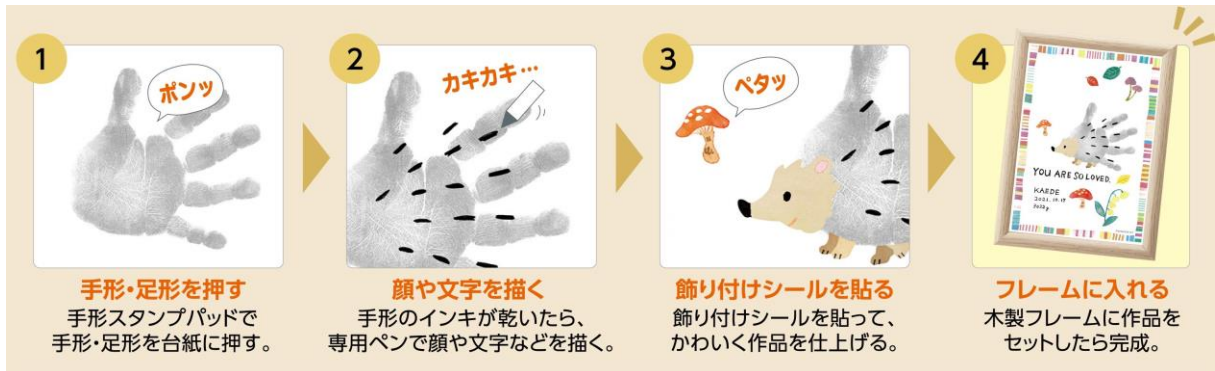 1
ポンッ
手形・足形を押す
手形スタンプパッドで
手形・足形を台紙に押す。
2
カキカキ…
顔や文字を描く
手形のインキが乾いたら、
専用ペンで顔や文字などを描く。
3
ペタッ
飾り付けシールを貼る
飾り付けシールを貼って、
かわいく作品を仕上げる。
4
YOU ARE SO LOVED.
KAEDE
2021.10.19
フレームに入れる
木製フレームに作品を
セットしたら完成。